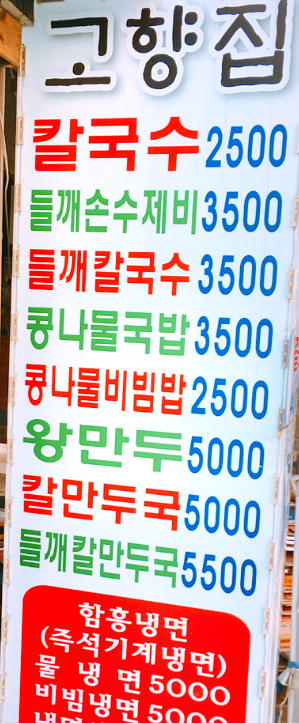 고향집
칼국수 2500
들깨손수제비 3500
들깨칼국수 3500
콩나물국밥 3500
콩나물비빔밥 2500
왕만두 5000
칼만두국 5000
들깨칼만두국 5500
함흥냉면
(즉석기계냉면)
물 냉 면 5000
비빔냉면 5000